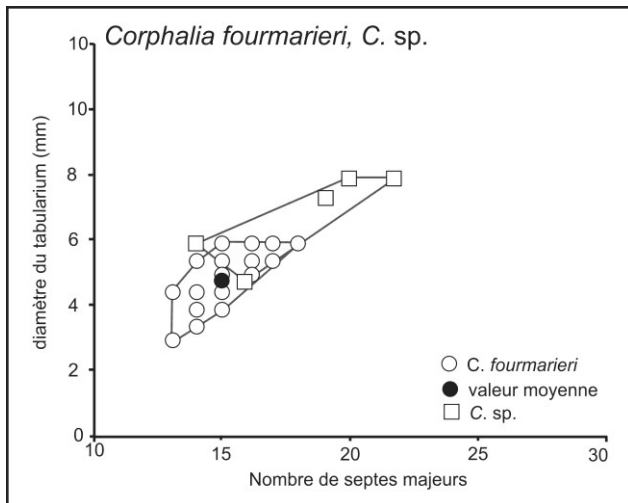 Corphalia fourmarieri, C. sp.
diamètre du tabularium (mm)
10
10
8
6
4
2
0
10
15
20
25
30
Nombre de septes majeurs
C. fourmarieri
valeur moyenne
C. sp.